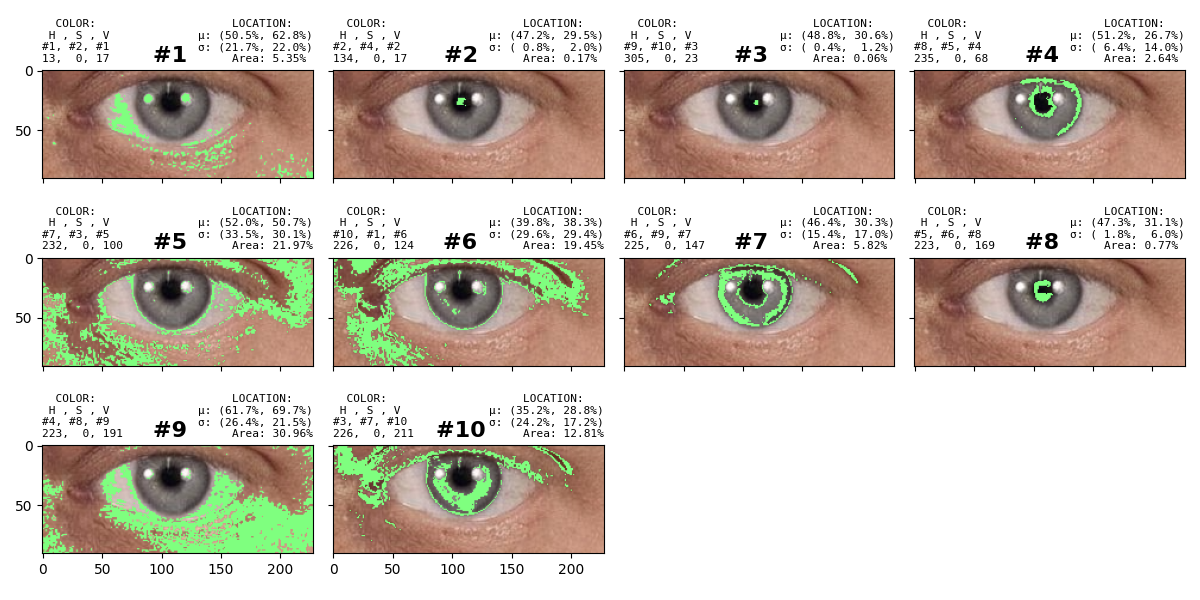 COLOR: LOCATION:
H , S , V μ: (50.5%, 62.8%)
#1, #2, #1 #1 σ: (21.7%, 22.0%)
13, 0, 17 Area: 5.35%
COLOR: LOCATION:
H , S , V μ: (47.2%, 29.5%)
#2, #4, #2 #2 σ: ( 0.8%, 2.0%)
134, 0, 17 Area: 0.17%
COLOR: LOCATION:
H , S , V μ: (48.8%, 30.6%)
#9, #10, #3 #3 σ: ( 0.4%, 1.2%)
305, 0, 23 Area: 0.06%
COLOR: LOCATION:
H , S , V μ: (51.2%, 26.7%)
#8, #5, #4 #4 σ: ( 6.4%, 14.0%)
235, 0, 68 Area: 2.64%
0
50
COLOR: LOCATION:
H , S , V μ: (52.0%, 50.7%)
#7, #3, #5 #5 σ: (33.5%, 30.1%)
232, 0, 100 Area: 21.97%
COLOR: LOCATION:
H , S , V μ: (39.8%, 38.3%)
#10, #1, #6 #6 σ: (29.6%, 29.4%)
226, 0, 124 Area: 19.45%
COLOR: LOCATION:
H , S , V μ: (46.4%, 30.3%)
#6, #9, #7 #7 σ: (15.4%, 17.0%)
225, 0, 147 Area: 5.82%
COLOR: LOCATION:
H , S , V μ: (47.3%, 31.1%)
#5, #6, #8 #8 σ: ( 1.8%, 6.0%)
223, 0, 169 Area: 0.77%
0
50
COLOR: LOCATION:
H , S , V μ: (61.7%, 69.7%)
#4, #8, #9 #9 σ: (26.4%, 21.5%)
223, 0, 191 Area: 30.96%
COLOR: LOCATION:
H , S , V μ: (35.2%, 28.8%)
#3, #7, #10 #10 σ: (24.2%, 17.2%)
226, 0, 211 Area: 12.81%
0
50
0 50 100 150 200
0 50 100 150 200